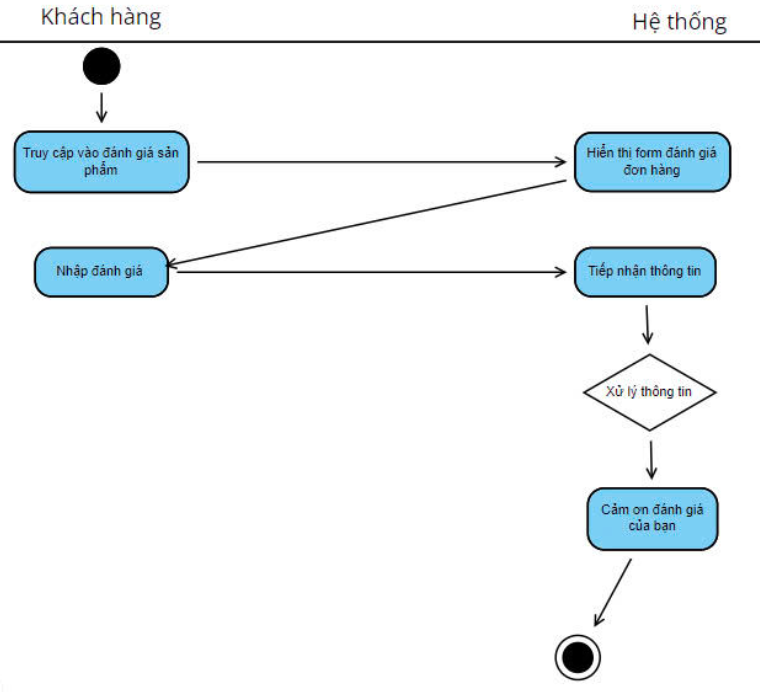 Khách hàng
Hệ thống
Truy cập vào đánh giá sản
phẩm
Hiển thị form đánh giá
đơn hàng
Nhập đánh giá
Tiếp nhận thông tin
Xử lý thông tin
Cảm ơn đánh giá
của bạn